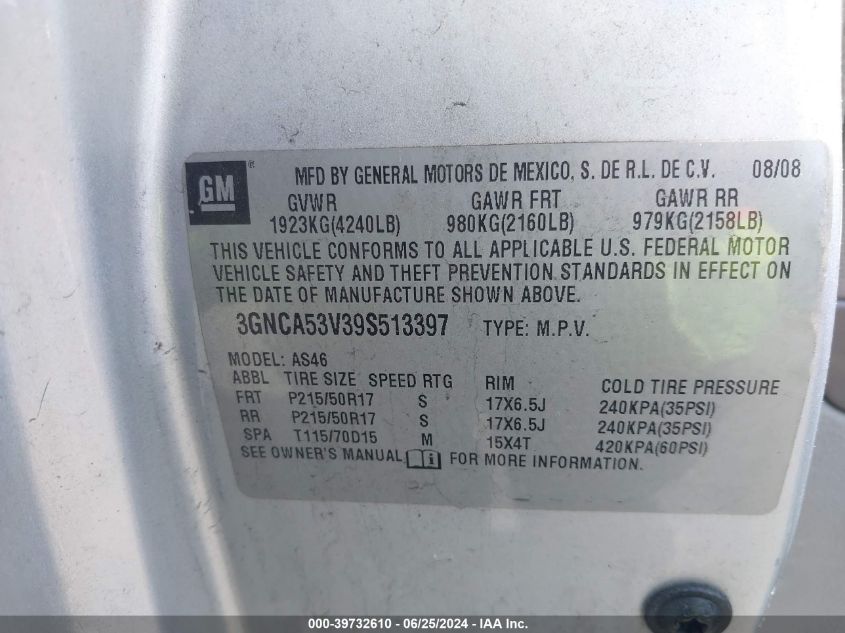 GM® MFD BY GENERAL MOTORS DE MEXICO, S. DE R.L. DE C.V. 08/08
GVWR GAWR FRT GAWR RR
1923KG(4240LB) 980KG(2160LB) 979KG(2158LB)
THIS VEHICLE CONFORMS TO ALL APPLICABLE U.S. FEDERAL MOTOR
VEHICLE SAFETY AND THEFT PREVENTION STANDARDS IN EFFECT ON
THE DATE OF MANUFACTURE SHOWN ABOVE.
3GNCA53V39S513397 TYPE: M.P.V.
MODEL: AS46
ABBL TIRE SIZE SPEED RTG RIM COLD TIRE PRESSURE
FRT P215/50R17 S 17X6.5J 240KPA(35PSI)
RR P215/50R17 S 17X6.5J 240KPA(35PSI)
SPA T115/70D15 M 15X4T 420KPA(60PSI)
SEE OWNER'S MANUAL FOR MORE INFORMATION.
000-39732610 - 06/25/2024 - IAA Inc.